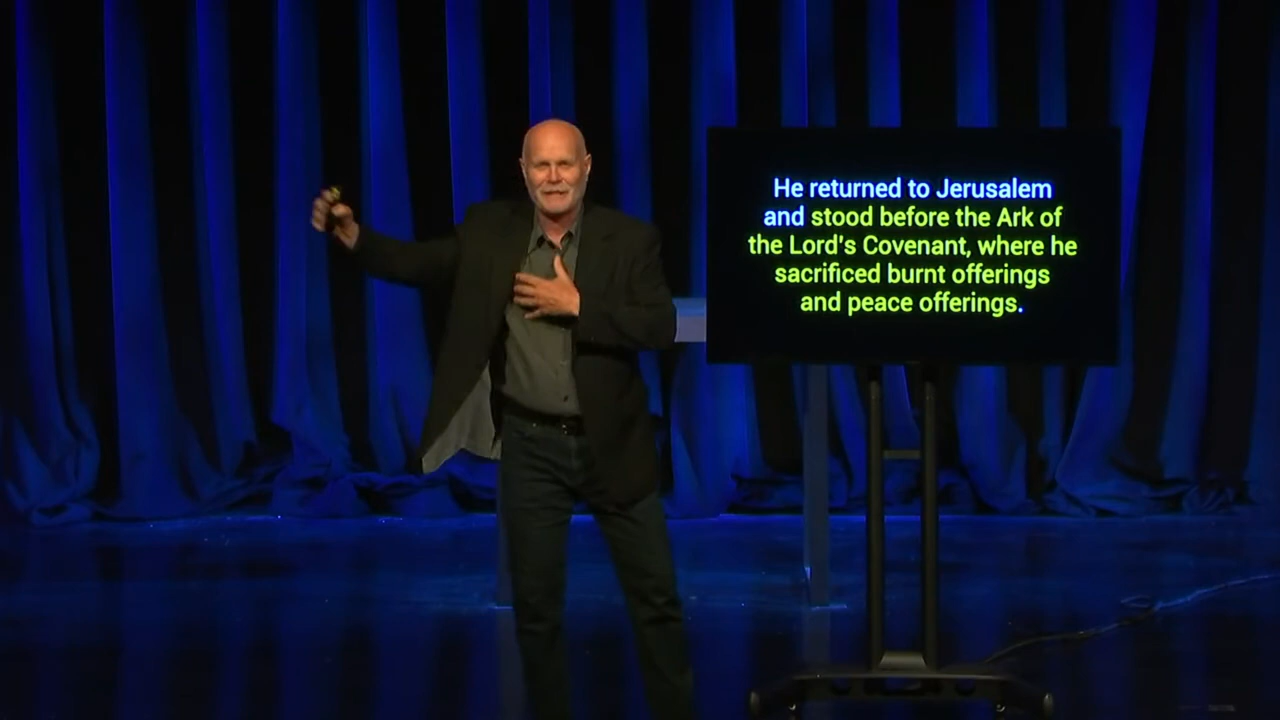 He returned to Jerusalem
and stood before the Ark of
the Lord's Covenant, where he
sacrificed burnt offerings
and peace offerings.